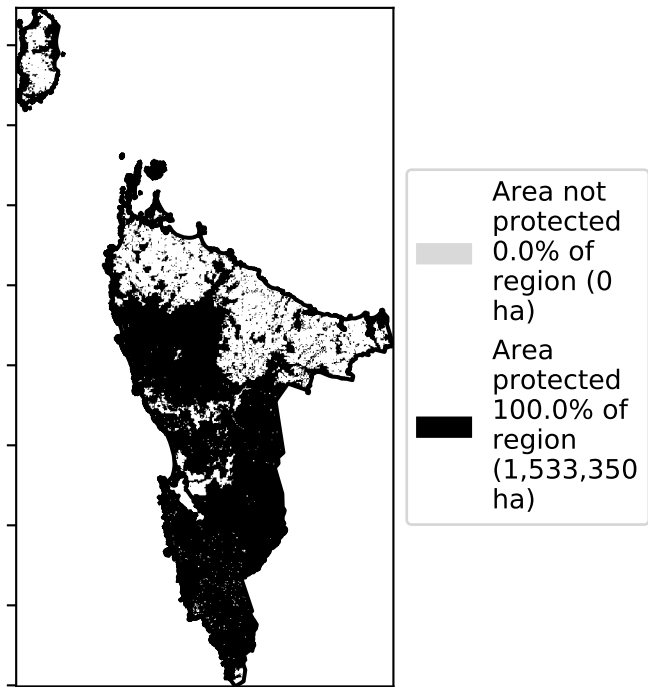 Area not
protected
0.0% of
region (0
ha)
Area
protected
100.0% of
region
(1,533,350
ha)